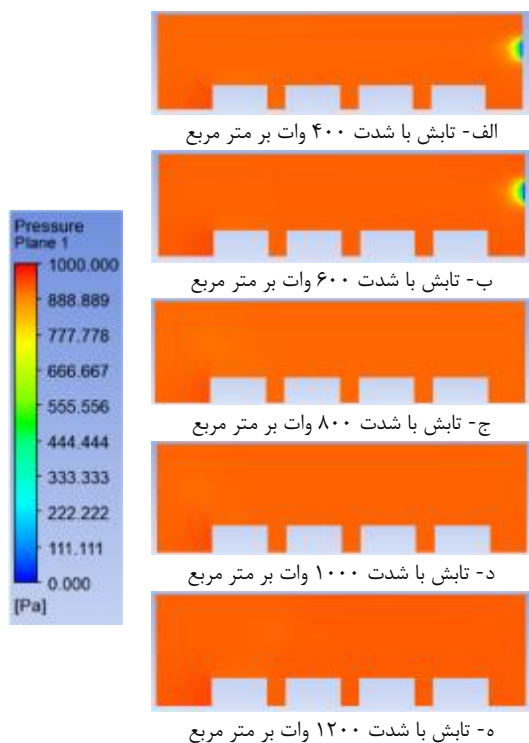 الف- تابش با شدت ۴۰۰ وات بر متر مربع
ب- تابش با شدت ۶۰۰ وات بر متر مربع
Pressure
Plane 1
1000.000
888.889
777.778
666.667
555.556
444.444
333.333
222.222
111.111
0.000
[Pa]
ج- تابش با شدت ۸۰۰ وات بر متر مربع
د- تابش با شدت ۱۰۰۰ وات بر متر مربع
ه- تابش با شدت ۱۲۰۰ وات بر متر مربع